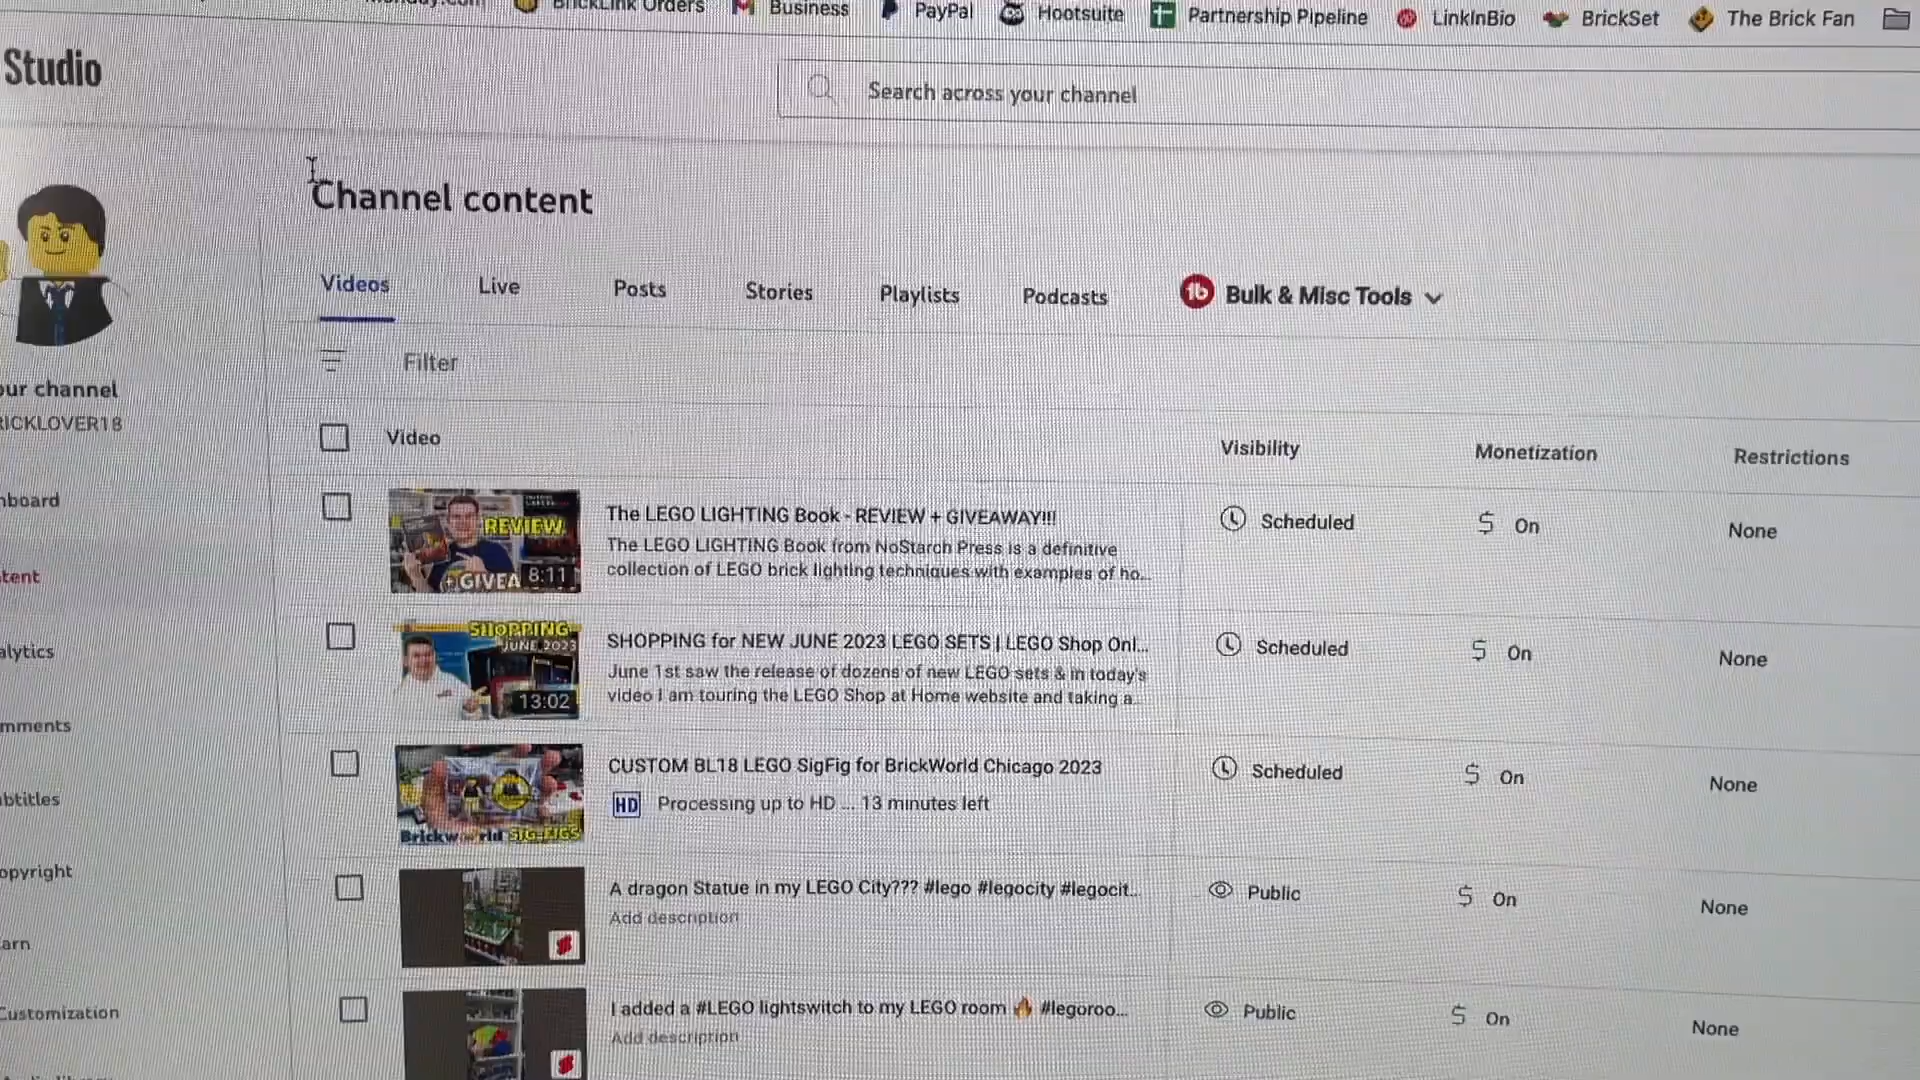 BrickLink Orders
Business
PayPal
Hootsuite
Partnership Pipeline
LinkInBio
BrickSet
The Brick Fan
Studio
Search across your channel
Channel content
Videos
Live
Posts
Stories
Playlists
Podcasts
tb
Bulk & Misc Tools
Filter
our channel
RICKLOVER18
Video
Visibility
Monetization
Restrictions
hboard
tent
alytics
mments
btitles
opyright
arn
Customization
REVIEW
+ GIVEA
8:11
The LEGO LIGHTING Book - REVIEW + GIVEAWAY!!!
The LEGO LIGHTING Book from NoStarch Press is a definitive
collection of LEGO brick lighting techniques with examples of ho...
Scheduled
$ On
None
SHOPPING
JUNE 2023
13:02
SHOPPING for NEW JUNE 2023 LEGO SETS | LEGO Shop Onl...
June 1st saw the release of dozens of new LEGO sets & in today's
video I am touring the LEGO Shop at Home website and taking a...
Scheduled
$ On
None
Brickworld SIG-FIGS
CUSTOM BL18 LEGO SigFig for BrickWorld Chicago 2023
HD Processing up to HD ... 13 minutes left
Scheduled
$ On
None
A dragon Statue in my LEGO City??? #lego #legocity #legocit...
Add description
Public
$ On
None
I added a #LEGO lightswitch to my LEGO room 🔥 #legoroo...
Add description
Public
$ On
None